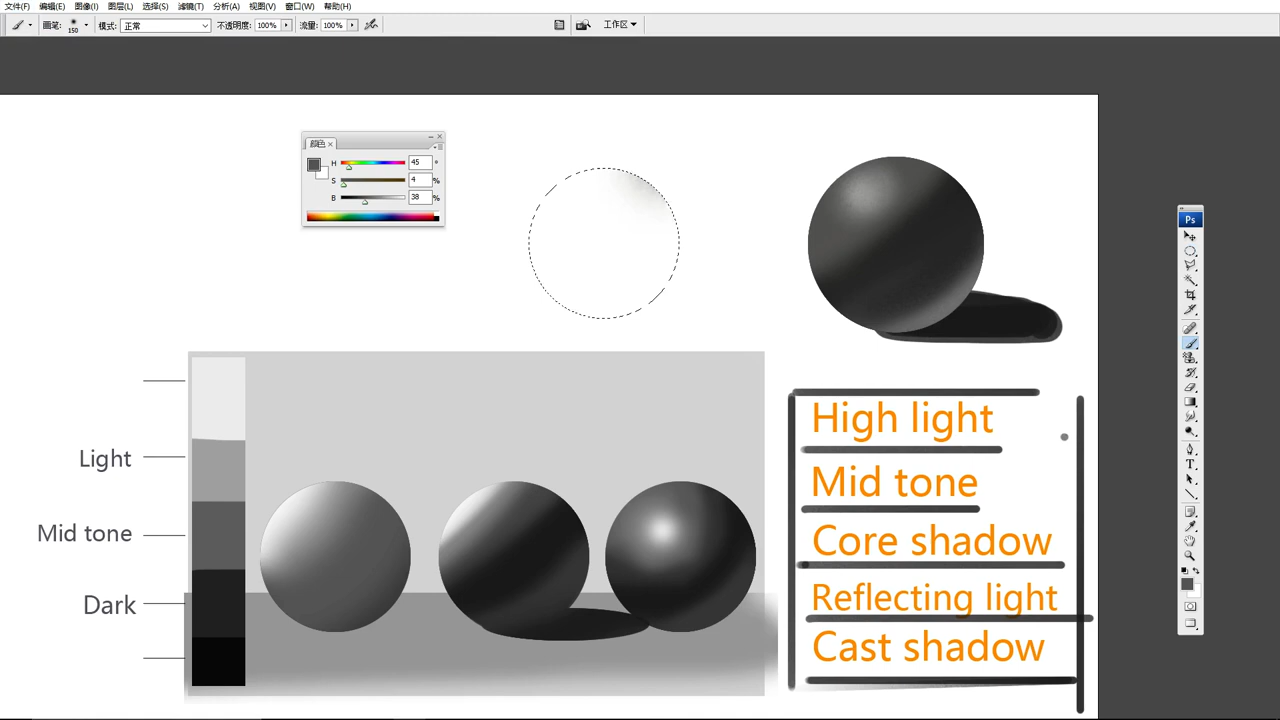 文件(F) 编辑(E) 图像(I) 图层(L) 选择(S) 滤镜(T) 分析(A) 视图(V) 窗口(W) 帮助(H)
画笔: 150 模式: 正常 不透明度: 100% 流量: 100% 工作区
颜色
H 45 °
S 4 %
B 38 %
Ps
Light
Mid tone
Dark
High light
Mid tone
Core shadow
Reflecting light
Cast shadow